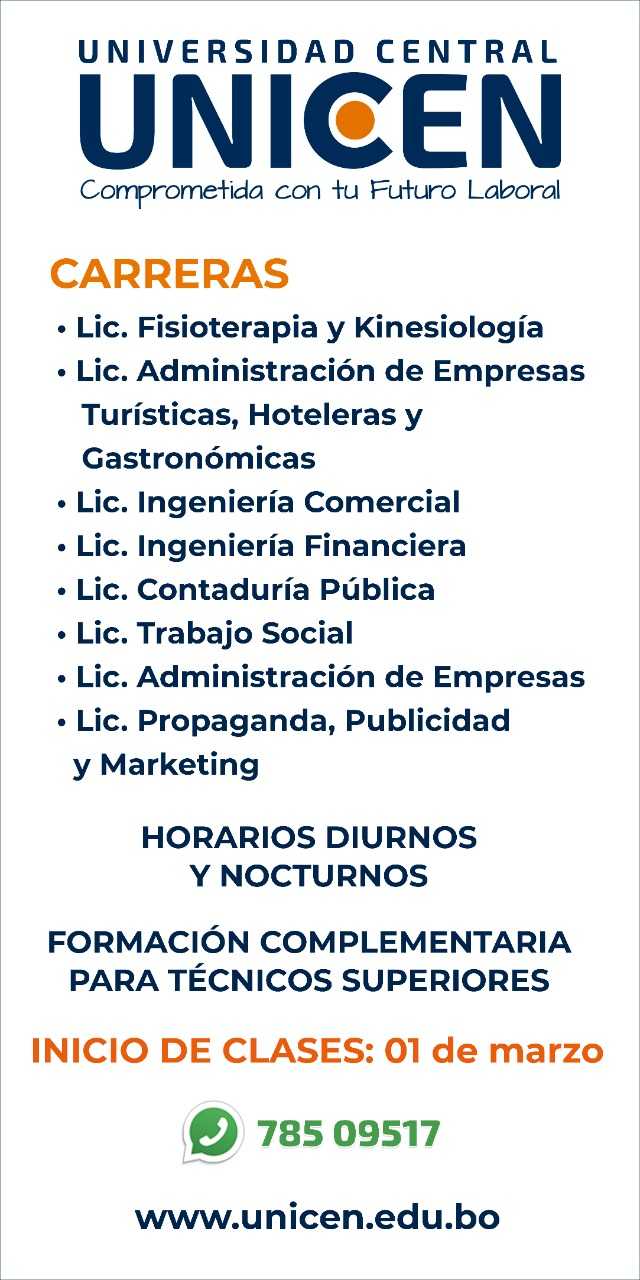 UNIVERSIDAD CENTRAL
UNICEN
Comprometida con tu Futuro Laboral
CARRERAS
• Lic. Fisioterapia y Kinesiología
• Lic. Administración de Empresas
Turísticas, Hoteleras y
Gastronómicas
• Lic. Ingeniería Comercial
• Lic. Ingeniería Financiera
• Lic. Contaduría Pública
• Lic. Trabajo Social
• Lic. Administración de Empresas
• Lic. Propaganda, Publicidad
y Marketing
HORARIOS DIURNOS
Y NOCTURNOS
FORMACIÓN COMPLEMENTARIA
PARA TÉCNICOS SUPERIORES
INICIO DE CLASES: 01 de marzo
785 09517
www.unicen.edu.bo